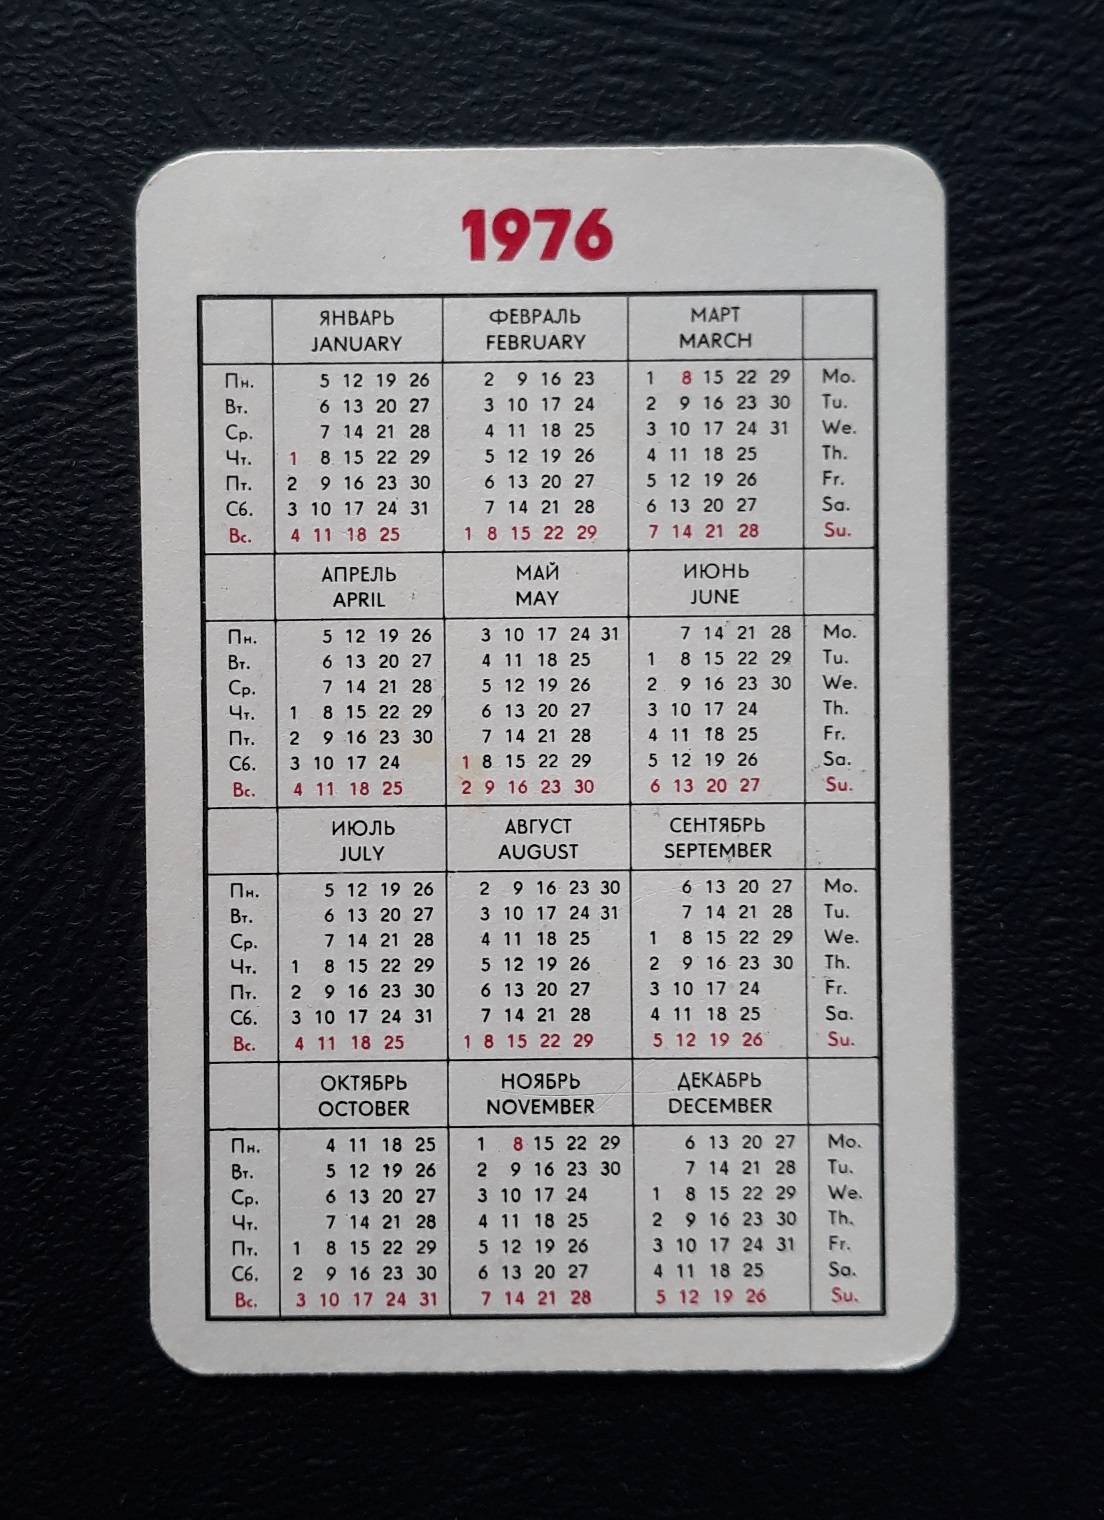 1976
ЯНВАРЬ ФЕВРАЛЬ МАРТ
JANUARY FEBRUARY MARCH
Пн. 5 12 19 26 2 9 16 23 1 8 15 22 29 Mo.
Вт. 6 13 20 27 3 10 17 24 2 9 16 23 30 Tu.
Ср. 7 14 21 28 4 11 18 25 3 10 17 24 31 We.
Чт. 1 8 15 22 29 5 12 19 26 4 11 18 25 Th.
Пт. 2 9 16 23 30 6 13 20 27 5 12 19 26 Fr.
Сб. 3 10 17 24 31 7 14 21 28 6 13 20 27 Sa.
Вс. 4 11 18 25 1 8 15 22 29 7 14 21 28 Su.
АПРЕЛЬ МАЙ ИЮНЬ
APRIL MAY JUNE
Пн. 5 12 19 26 3 10 17 24 31 7 14 21 28 Mo.
Вт. 6 13 20 27 4 11 18 25 1 8 15 22 29 Tu.
Ср. 7 14 21 28 5 12 19 26 2 9 16 23 30 We.
Чт. 1 8 15 22 29 6 13 20 27 3 10 17 24 Th.
Пт. 2 9 16 23 30 7 14 21 28 4 11 18 25 Fr.
Сб. 3 10 17 24 1 8 15 22 29 5 12 19 26 Sa.
Вс. 4 11 18 25 2 9 16 23 30 6 13 20 27 Su.
ИЮЛЬ АВГУСТ СЕНТЯБРЬ
JULY AUGUST SEPTEMBER
Пн. 5 12 19 26 2 9 16 23 30 6 13 20 27 Mo.
Вт. 6 13 20 27 3 10 17 24 31 7 14 21 28 Tu.
Ср. 7 14 21 28 4 11 18 25 1 8 15 22 29 We.
Чт. 1 8 15 22 29 5 12 19 26 2 9 16 23 30 Th.
Пт. 2 9 16 23 30 6 13 20 27 3 10 17 24 Fr.
Сб. 3 10 17 24 31 7 14 21 28 4 11 18 25 Sa.
Вс. 4 11 18 25 1 8 15 22 29 5 12 19 26 Su.
ОКТЯБРЬ НОЯБРЬ ДЕКАБРЬ
OCTOBER NOVEMBER DECEMBER
Пн. 4 11 18 25 1 8 15 22 29 6 13 20 27 Mo.
Вт. 5 12 19 26 2 9 16 23 30 7 14 21 28 Tu.
Ср. 6 13 20 27 3 10 17 24 1 8 15 22 29 We.
Чт. 7 14 21 28 4 11 18 25 2 9 16 23 30 Th.
Пт. 1 8 15 22 29 5 12 19 26 3 10 17 24 31 Fr.
Сб. 2 9 16 23 30 6 13 20 27 4 11 18 25 Sa.
Вс. 3 10 17 24 31 7 14 21 28 5 12 19 26 Su.